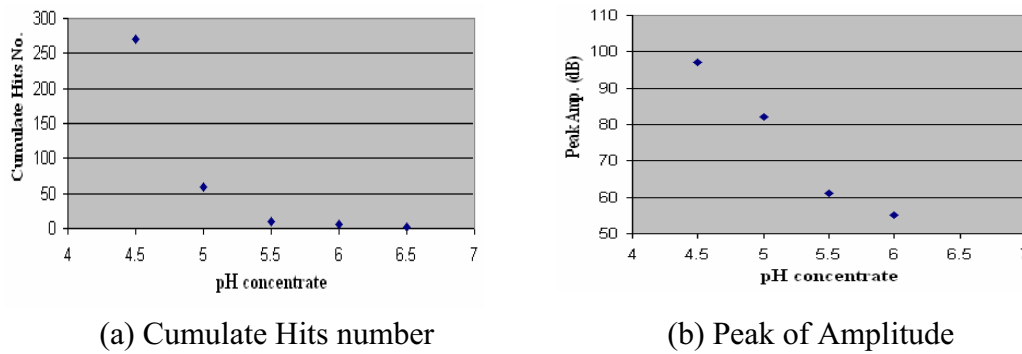 300
250
200
150
100
50
0
Cumulate Hits No.
4 4.5 5 5.5 6 6.5 7
pH concentrate
(a) Cumulate Hits number
110
100
90
80
70
60
50
Peak Amp. (dB)
4 4.5 5 5.5 6 6.5 7
pH concentrate
(b) Peak of Amplitude